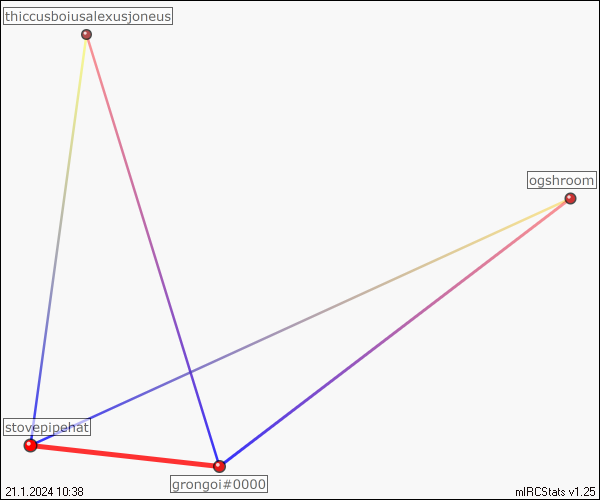 thiccusboiusalexusjoneus
ogshroom
stovepipehat
grongoi#0000
21.1.2024 10:38
mIRCStats v1.25